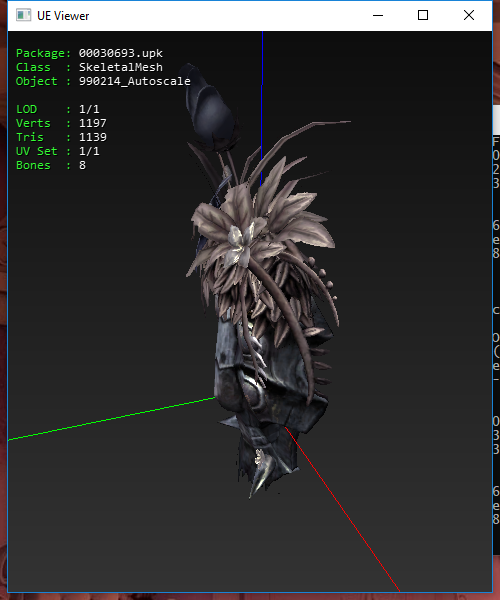 UE Viewer
Package: 00030693.upk
Class : SkeletalMesh
Object : 990214_Autoscale
LOD : 1/1
Verts : 1197
Tris : 1139
UV Set : 1/1
Bones : 8